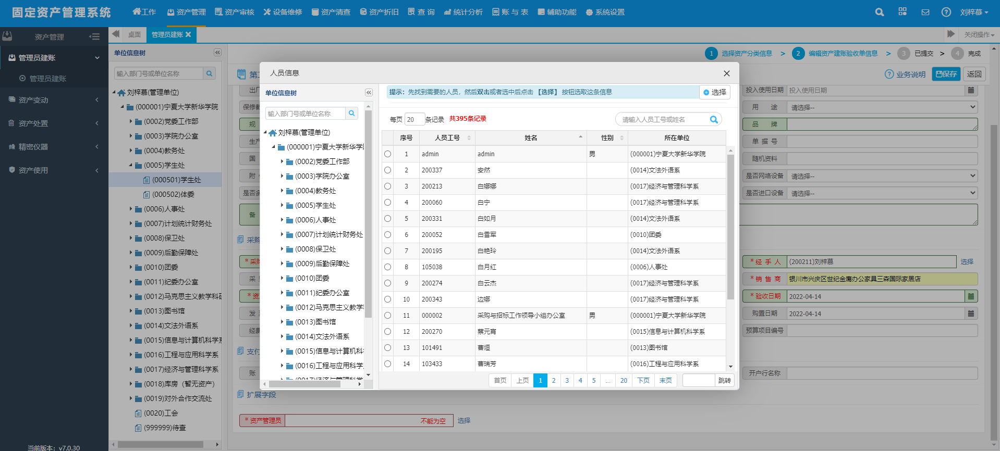 固定资产管理系统
工作 资产管理 资产审核 设备维修 资产清查 资产折旧 查 询 统计分析 账 与 表 辅助功能 系统设置 刘梓慕
资产管理 桌面 管理员建账 关闭操作
管理员建账
管理员建账
资产变动
资产处置
精密仪器
资产使用
当前版本：v7.0.30
单位信息树
输入部门号或单位名称
刘梓慕(管理单位)
(000001)宁夏大学新华学院
(0002)党委工作部
(0003)学院办公室
(0004)教务处
(0005)学生处
(000501)学生处
(000502)体委
(0006)人事处
(0007)计划统计财务处
(0008)保卫处
(0009)后勤保障处
(0010)团委
(0011)纪委办公室
(0012)马克思主义教学科研
(0013)图书馆
(0014)文法外语系
(0015)信息与计算机科学系
(0016)工程与应用科学系
(0017)经济与管理科学系
(0018)库房（暂无资产）
(0019)对外合作交流处
(0020)工会
(999999)待查
1 选择资产分类信息 > 2 编辑资产建账验收单信息 > 3 已提交 > 4 完成
业务说明 保存 返回
第二
出厂
保修截
规
生产
国
附
是否多
备
采购
* 采购
采
* 资
发
经费
支付
账
扩展字段
* 资产管理员 不能为空 选择
人员信息
单位信息树
输入部门号或单位名称
刘梓慕(管理单位)
(000001)宁夏大学新华学院
(0002)党委工作部
(0003)学院办公室
(0004)教务处
(0005)学生处
(0006)人事处
(0007)计划统计财务处
(0008)保卫处
(0009)后勤保障处
(0010)团委
(0011)纪委办公室
(0012)马克思主义教学科
(0013)图书馆
(0014)文法外语系
(0015)信息与计算机科
(0016)工程与应用科学
(0017)经济与管理科学
提示：先找到需要的人员，然后双击或者选中后点击 【选择】 按钮选取这条信息 选择
每页 20 条记录 共395条记录 请输入人员工号或姓名
序号 人员工号 姓名 性别 所在单位
1 admin admin 男 (000001)宁夏大学新华学院
2 200337 安然 (0014)文法外语系
3 200213 白娜娜 (0017)经济与管理科学系
4 200060 白宁 (0017)经济与管理科学系
5 200331 白如月 (0014)文法外语系
6 200052 白雪军 (0010)团委
7 200195 白艳玲 (0014)文法外语系
8 105038 白月红 (0006)人事处
9 200274 白云杰 (0017)经济与管理科学系
10 200343 边娜 (0017)经济与管理科学系
11 000002 采购与招标工作领导小组办公室 男 (000001)宁夏大学新华学院
12 200270 蔡元宵 (0015)信息与计算机科学系
13 101491 曹烜 (0013)图书馆
14 103433 曹瑞芳 (0016)工程与应用科学系
首页 上页 1 2 3 4 5 ... 20 下页 末页 跳转
投入使用日期 投入使用日期
用 途 请选择--
品 牌
单 据 号
随机资料
是否网络设备 请选择--
是否进口设备 请选择--
* 经 手 人 (200211)刘梓慕 选择
* 销 售 商 银川市兴庆区世纪金鹰办公家具三森国际家居店
* 验收日期 2022-04-14
购置日期 2022-04-14
预算项目编号
开户行名称